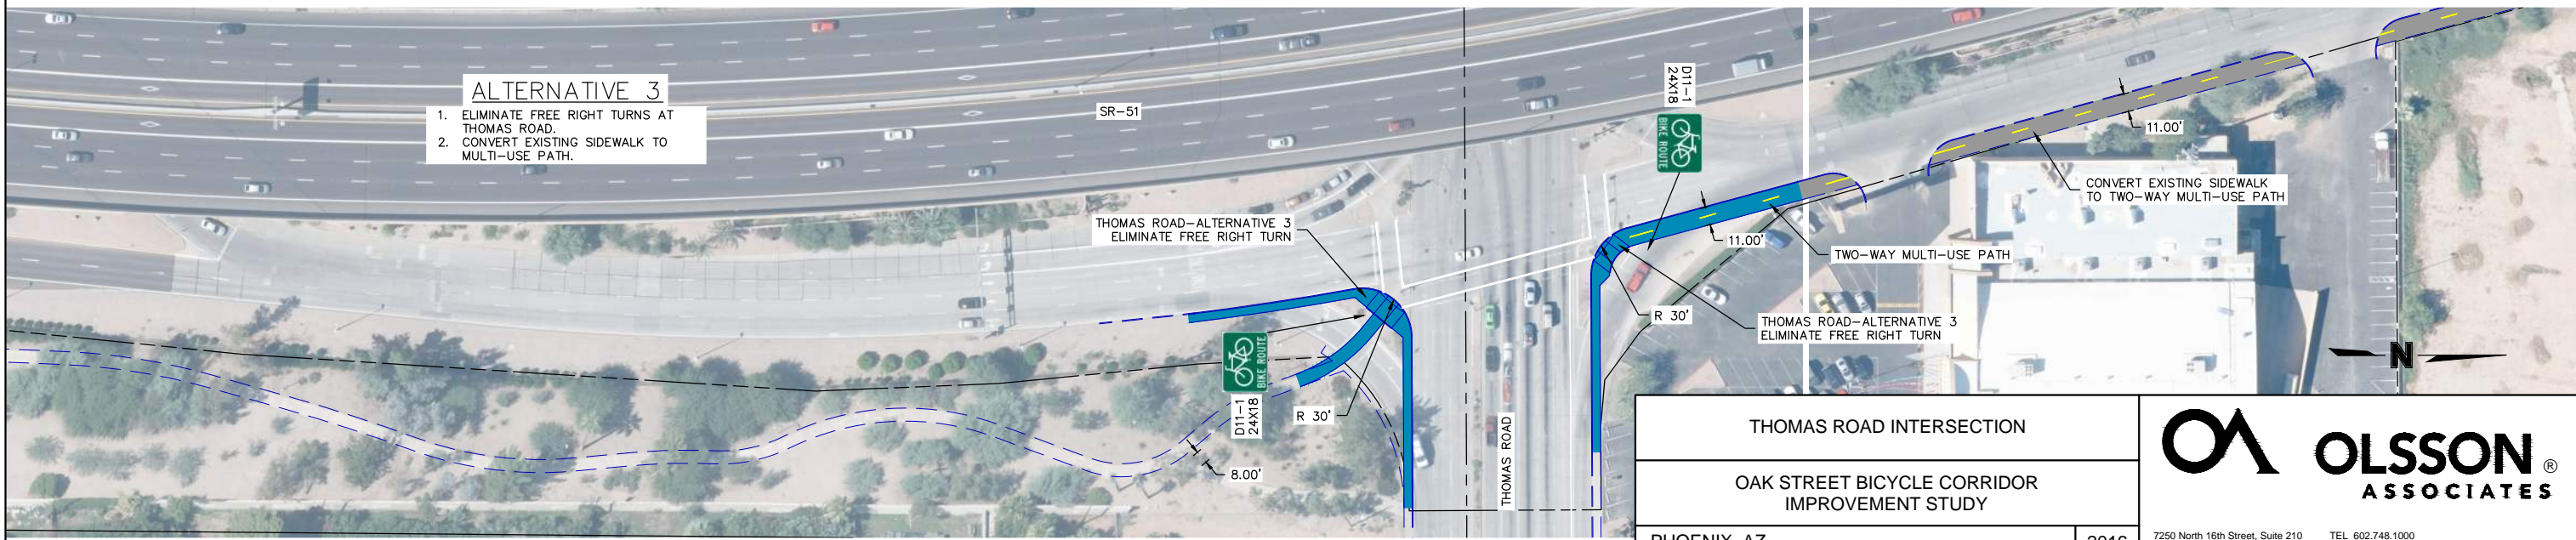 ALTERNATIVE 3
1. ELIMINATE FREE RIGHT TURNS AT
THOMAS ROAD.
2. CONVERT EXISTING SIDEWALK TO
MULTI-USE PATH.
SR-51
D11-1
24X18
BIKE ROUTE
11.00'
CONVERT EXISTING SIDEWALK
TO TWO-WAY MULTI-USE PATH
THOMAS ROAD-ALTERNATIVE 3
ELIMINATE FREE RIGHT TURN
11.00'
TWO-WAY MULTI-USE PATH
R 30'
THOMAS ROAD-ALTERNATIVE 3
ELIMINATE FREE RIGHT TURN
BIKE ROUTE
D11-1
24X18
R 30'
8.00'
THOMAS ROAD
N
THOMAS ROAD INTERSECTION
OAK STREET BICYCLE CORRIDOR
IMPROVEMENT STUDY
PHOENIX, AZ
2016
OA OLSSON ®
ASSOCIATES
7250 North 16th Street, Suite 210 TEL 602.748.1000